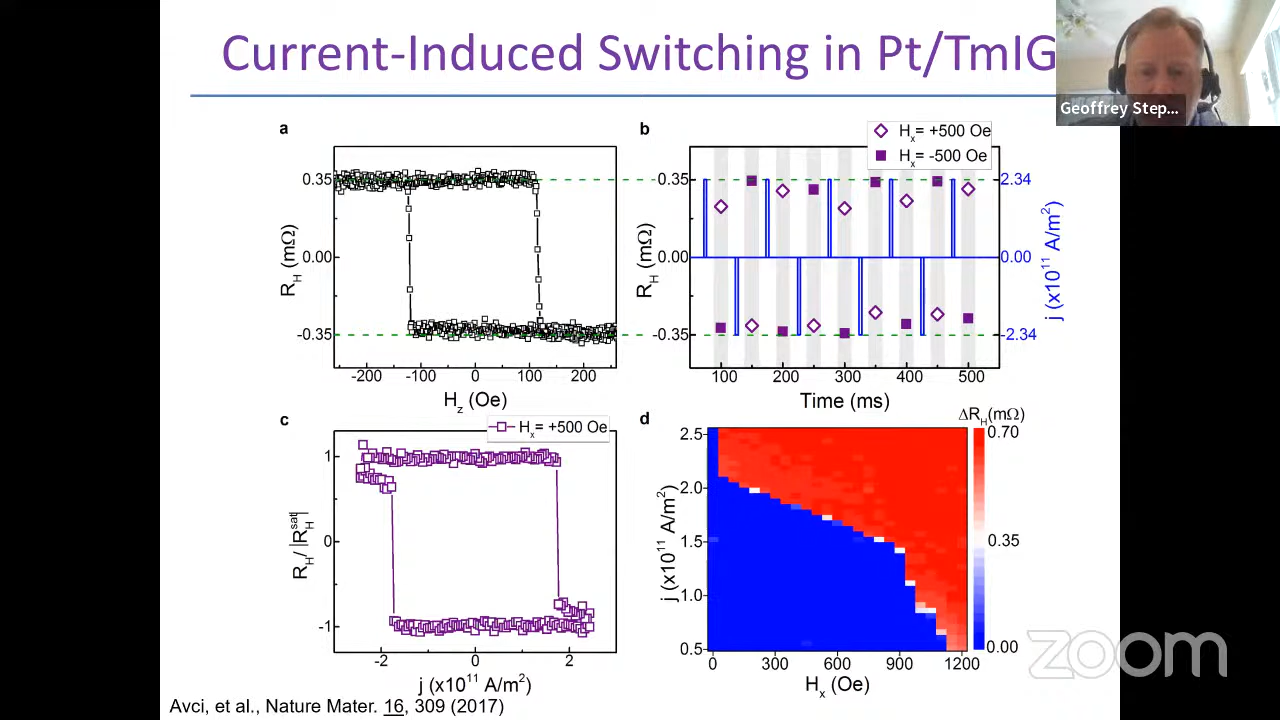 Current-Induced Switching in Pt/TmIG
Geoffrey Step...
a
0.35
0.00
-0.35
R_H (mΩ)
-200 -100 0 100 200
H_z (Oe)
b
H_x= +500 Oe
H_x= -500 Oe
0.35
0.00
-0.35
R_H (mΩ)
2.34
0.00
-2.34
j (x10^11 A/m^2)
100 200 300 400 500
Time (ms)
c
H_x= +500 Oe
1
0
-1
R_H/ |R_H^sat|
-2 0 2
j (x10^11 A/m^2)
d
ΔR_H(mΩ)
2.5
2.0
1.5
1.0
0.5
j (x10^11 A/m^2)
0.70
0.35
0.00
0 300 600 900 1200
H_x (Oe)
Avci, et al., Nature Mater. 16, 309 (2017)
zoom